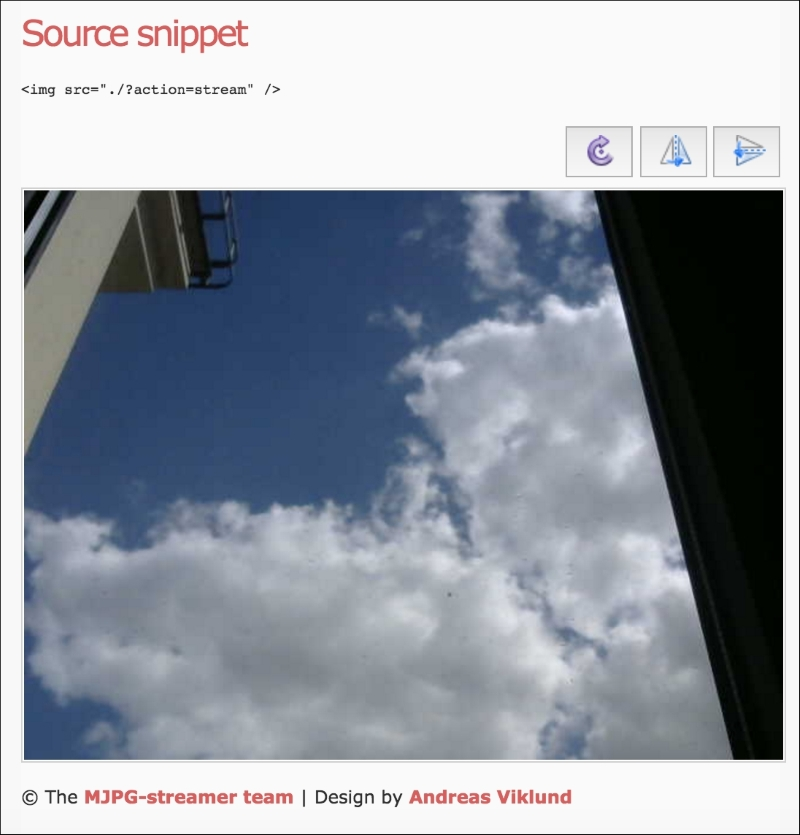 Source snippet
<img src="./?action=stream" />
© The MJPG-streamer team | Design by Andreas Viklund